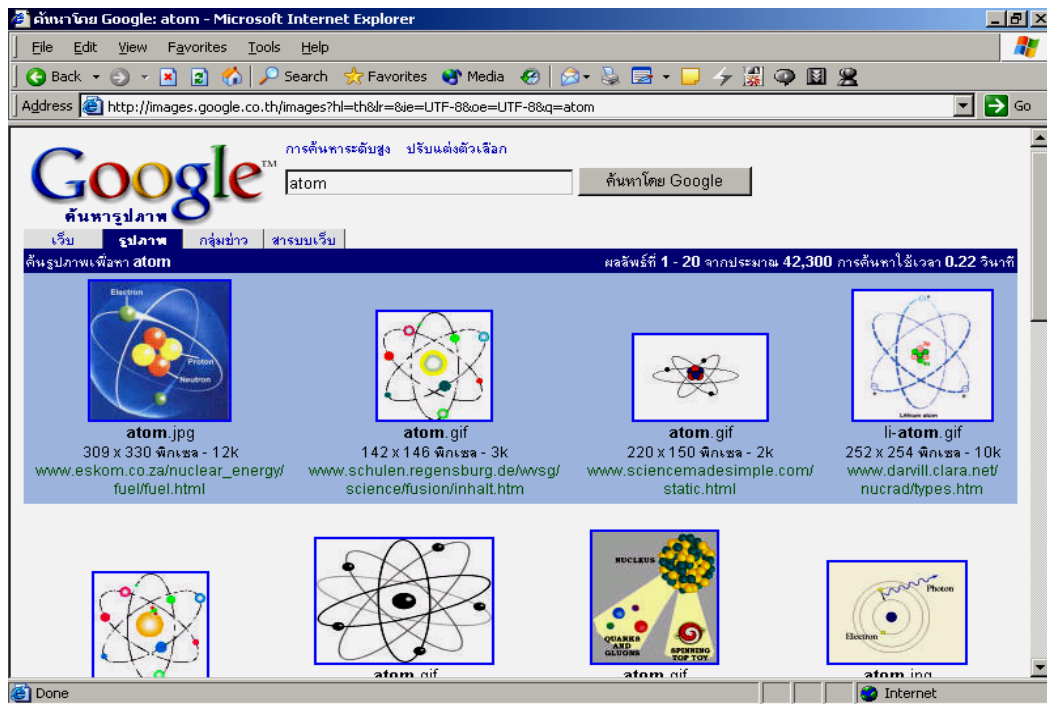 ค้นหาโดย Google: atom - Microsoft Internet Explorer
File Edit View Favorites Tools Help
Back Search Favorites Media
Address http://images.google.co.th/images?hl=th&lr=&ie=UTF-8&oe=UTF-8&q=atom Go
การค้นหาระดับสูง ปรับแต่งตัวเลือก
Google™
atom ค้นหาโดย Google
ค้นหารูปภาพ
เว็บ รูปภาพ กลุ่มข่าว สารบบเว็บ
ค้นรูปภาพเพื่อหา atom ผลลัพธ์ที่ 1 - 20 จากประมาณ 42,300 การค้นหาใช้เวลา 0.22 วินาที
Electron
Proton
Neutron
Lithium atom
atom.jpg atom.gif atom.gif li-atom.gif
309 x 330 พิกเซล - 12k 142 x 146 พิกเซล - 3k 220 x 150 พิกเซล - 2k 252 x 254 พิกเซล - 10k
www.eskom.co.za/nuclear_energy/ www.schulen.regensburg.de/wvsg/ www.sciencemadesimple.com/ www.darvill.clara.net/
fuel/fuel.html science/fusion/inhalt.htm static.html nucrad/types.htm
NUCLEUS
QUARKS
AND
GLUONS
SPINNING
TOP TOY
Photon
Electron
atom.gif atom.gif atom.jpg
Done Internet